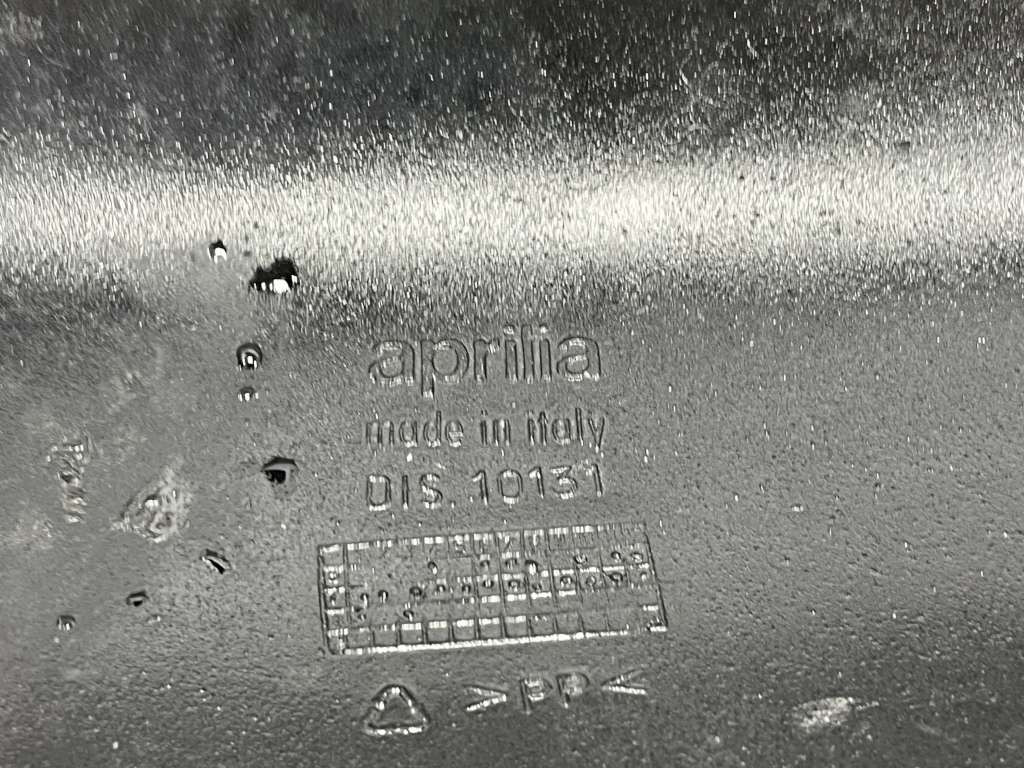 aprilia
made in italy
DIS. 10131
>PP<